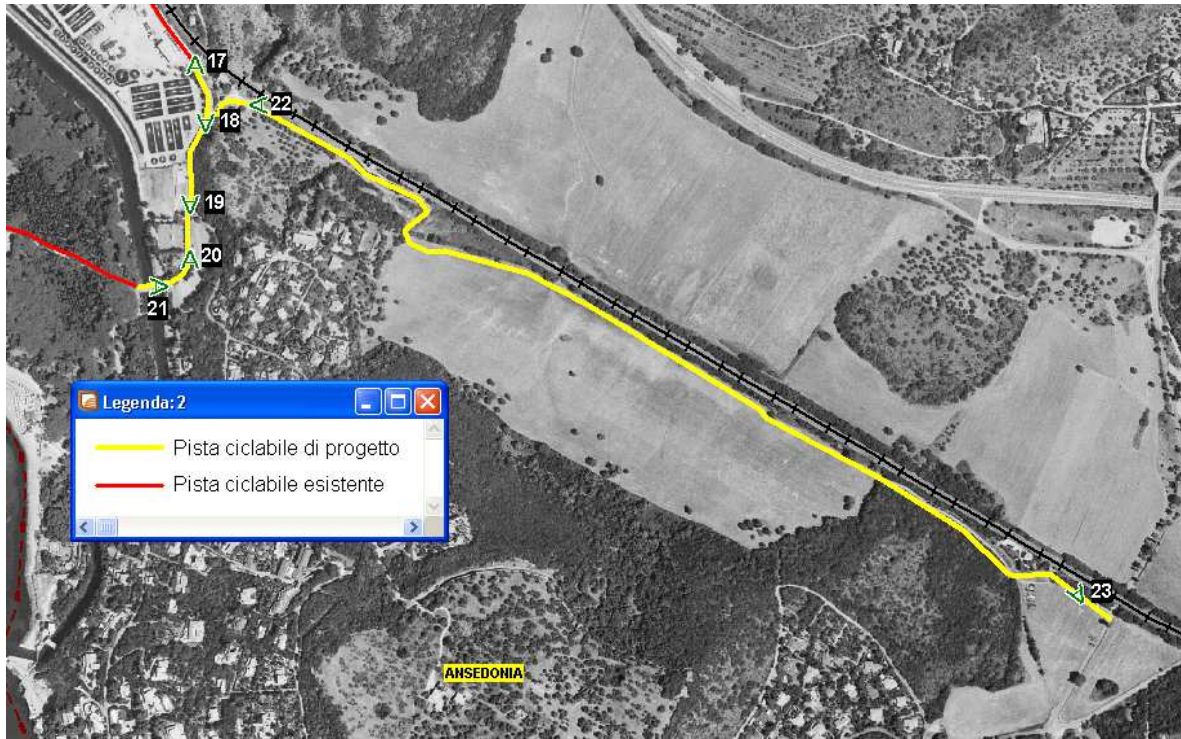 17
22
18
19
20
21
Legenda:2
Pista ciclabile di progetto
Pista ciclabile esistente
23
ANSEDONIA